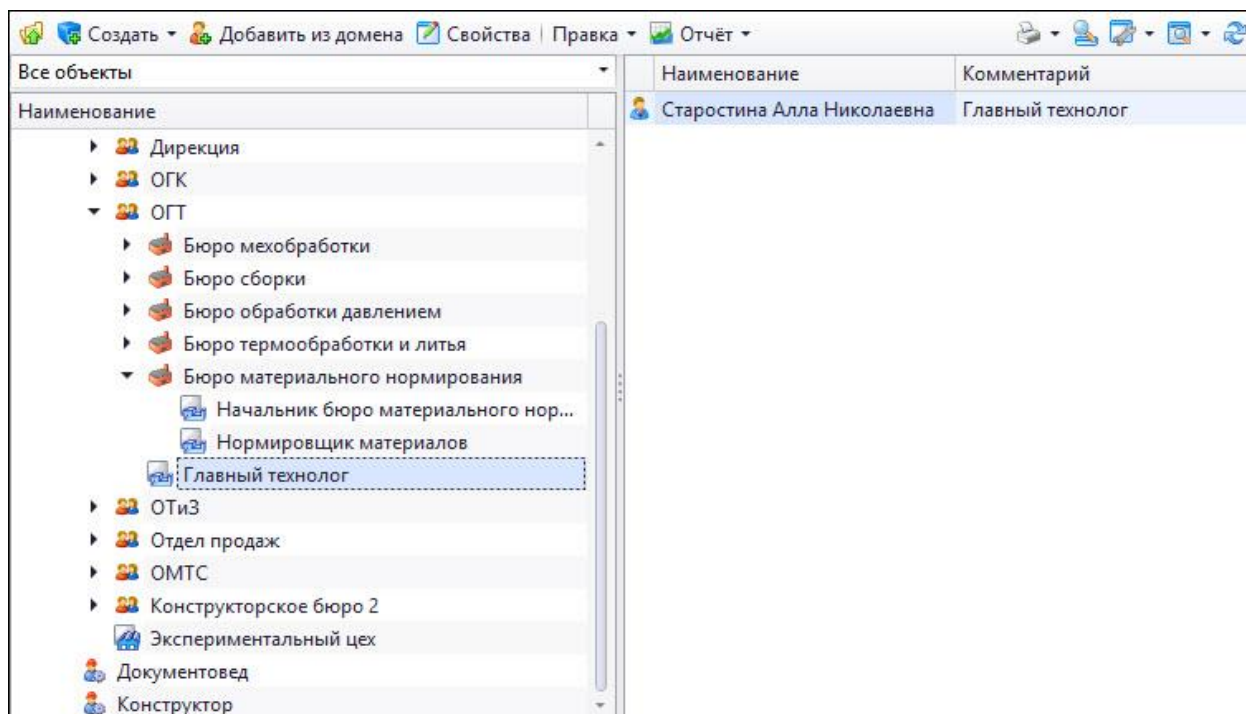 Создать Добавить из домена Свойства Правка Отчёт
Все объекты
Наименование
Дирекция
ОГК
ОГТ
Бюро мехобработки
Бюро сборки
Бюро обработки давлением
Бюро термообработки и литья
Бюро материального нормирования
Начальник бюро материального нор...
Нормировщик материалов
Главный технолог
ОТиЗ
Отдел продаж
ОМТС
Конструкторское бюро 2
Экспериментальный цех
Документовед
Конструктор
Наименование Комментарий
Старостина Алла Николаевна Главный технолог